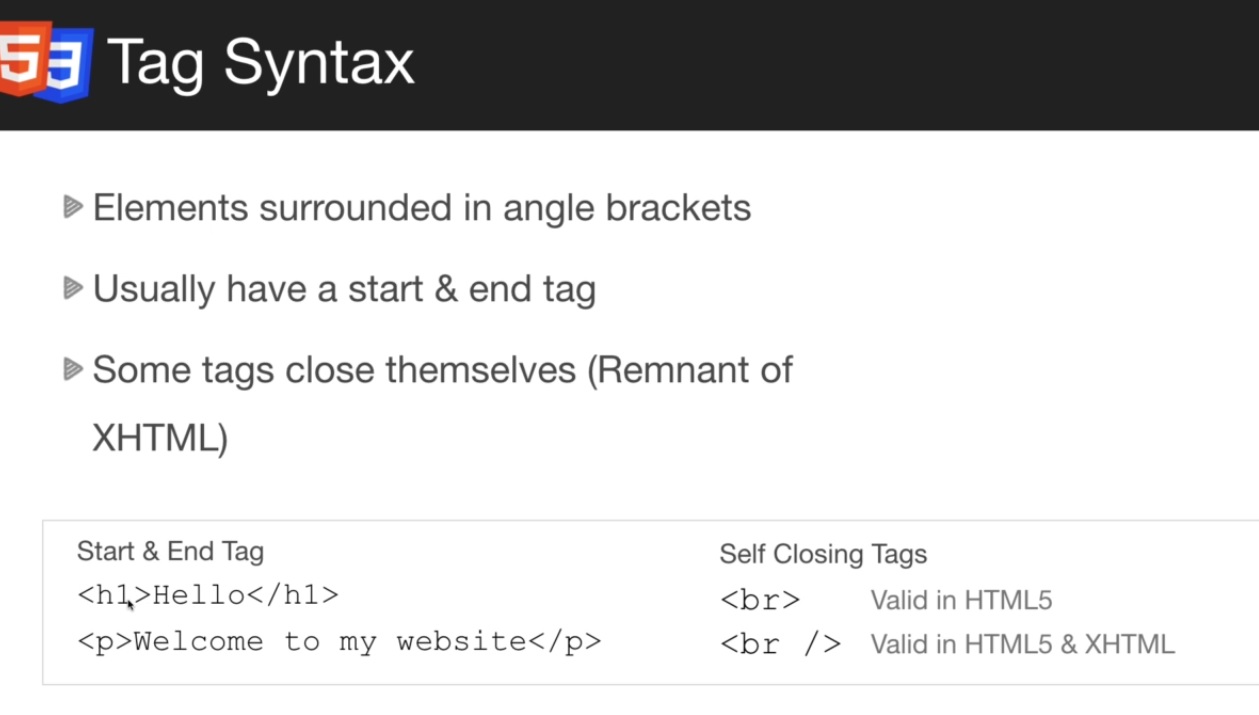 5 3 Tag Syntax
Elements surrounded in angle brackets
Usually have a start & end tag
Some tags close themselves (Remnant of
XHTML)
Start & End Tag
<h1>Hello</h1>
<p>Welcome to my website</p>
Self Closing Tags
<br> Valid in HTML5
<br /> Valid in HTML5 & XHTML